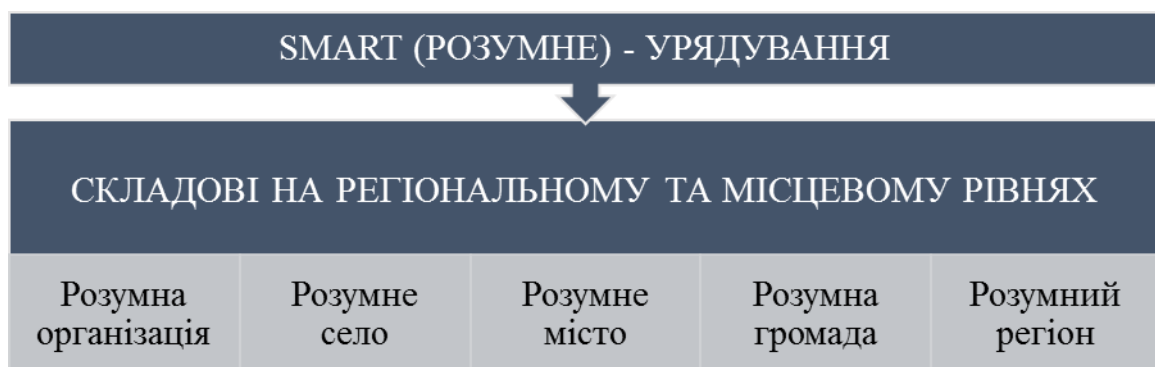 SMART (РОЗУМНЕ) - УРЯДУВАННЯ
СКЛАДОВІ НА РЕГІОНАЛЬНОМУ ТА МІСЦЕВОМУ РІВНЯХ
Розумна
організація
Розумне
село
Розумне
місто
Розумна
громада
Розумний
регіон